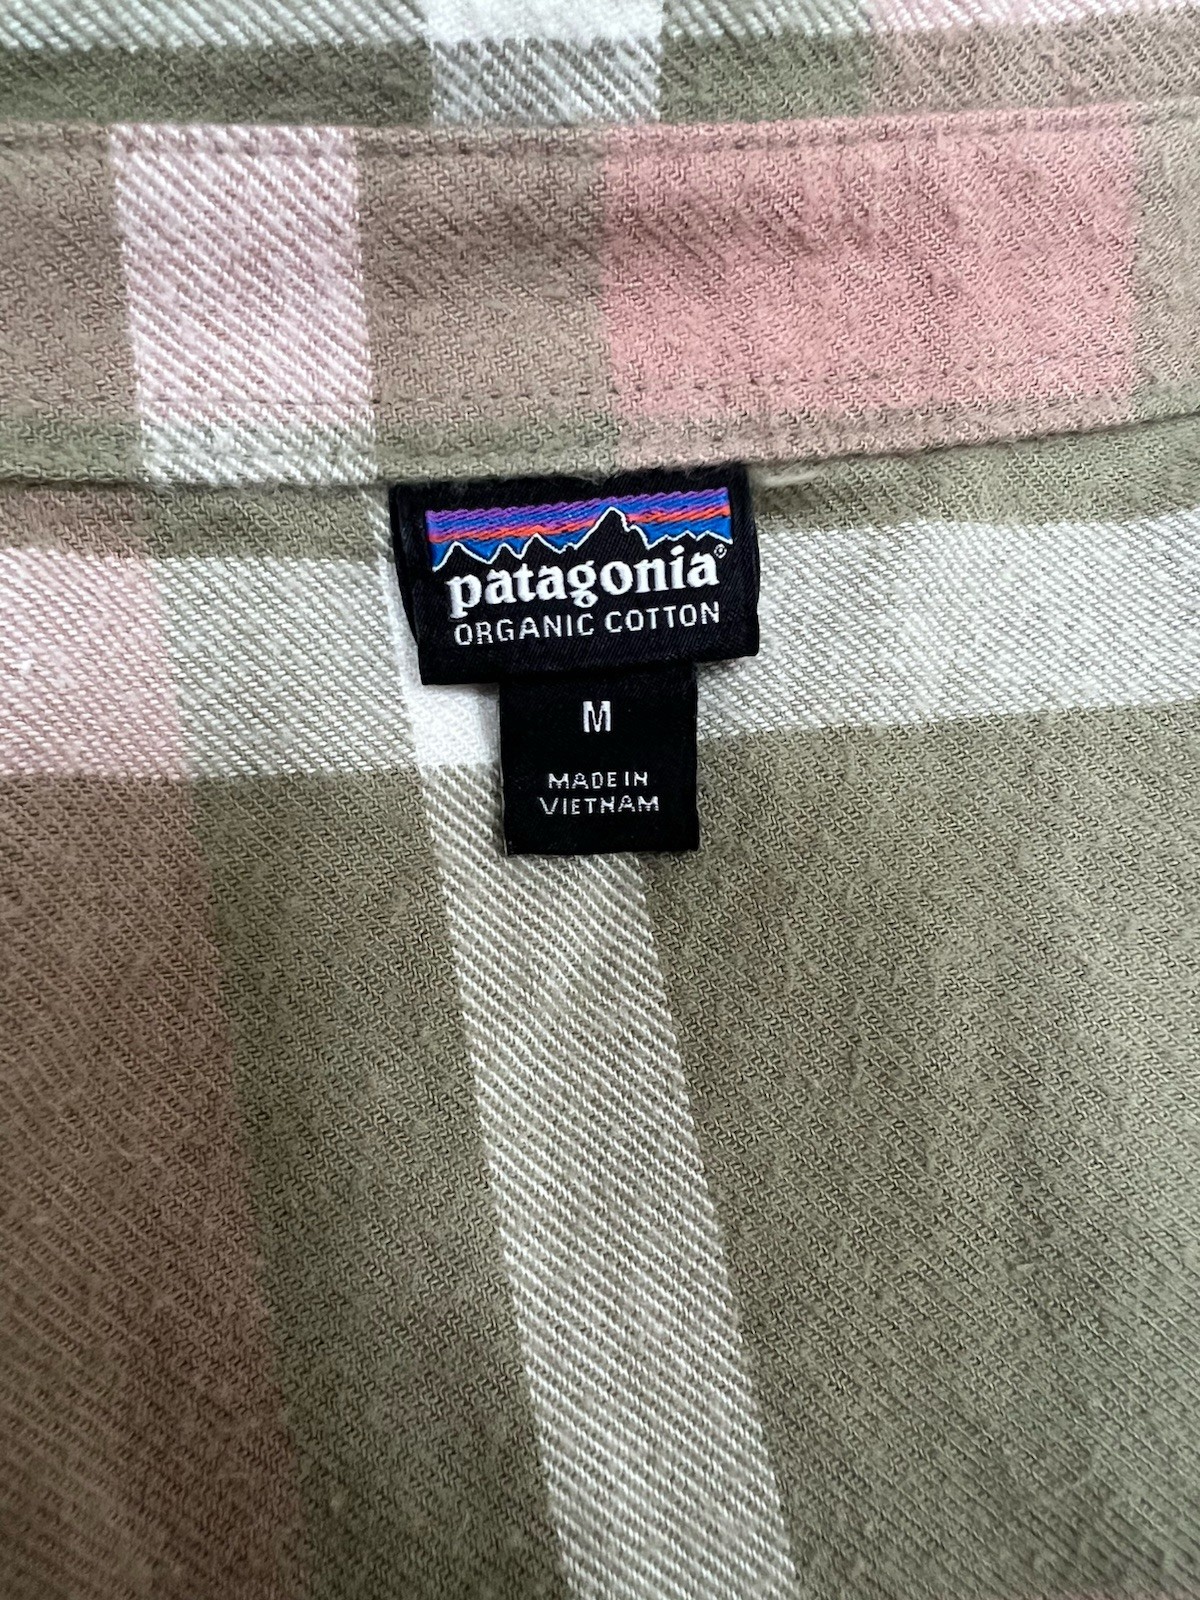 patagonia®
ORGANIC COTTON
M
MADE IN
VIETNAM